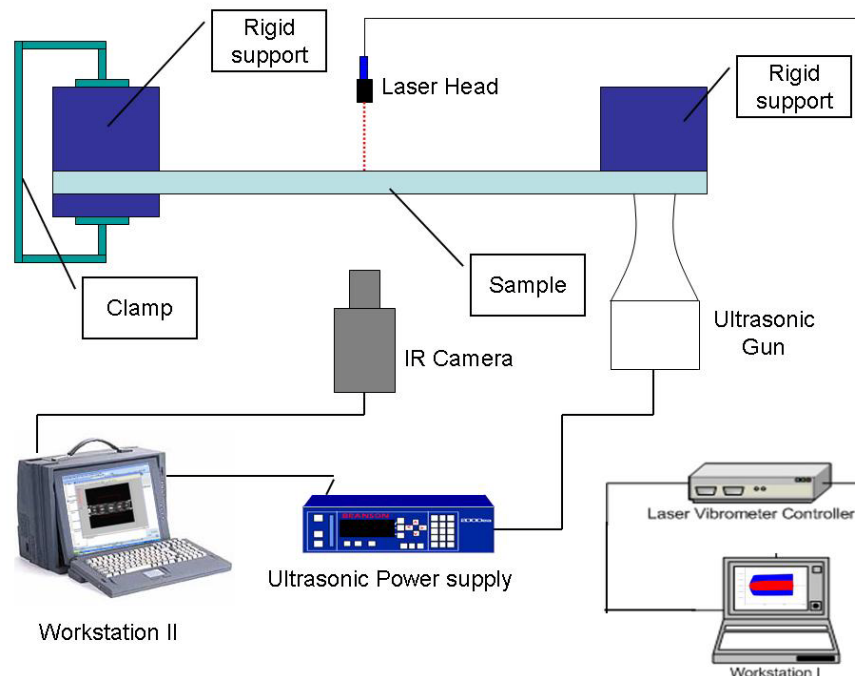 Rigid
support
Rigid
support
Laser Head
Clamp
Sample
IR Camera
Ultrasonic
Gun
BRANSON
Laser Vibrometer Controller
Ultrasonic Power supply
Workstation II
Workstation I